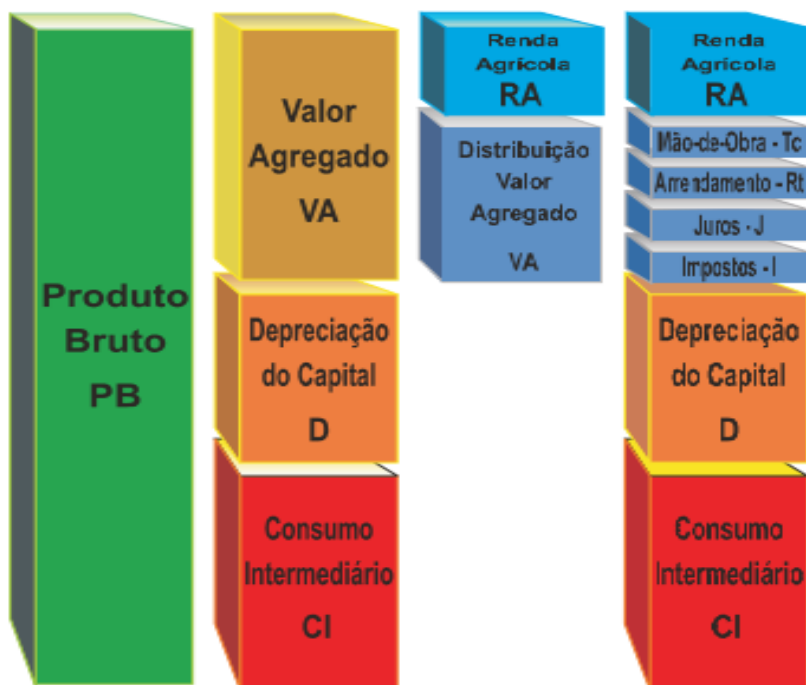 Produto
Bruto
PB
Valor
Agregado
VA
Depreciação
do Capital
D
Consumo
Intermediário
CI
Renda
Agrícola
RA
Distribuição
Valor
Agregado
VA
Renda
Agrícola
RA
Mão-de-Obra - Tc
Arrendamento - Rt
Juros - J
Impostos - I
Depreciação
do Capital
D
Consumo
Intermediário
CI